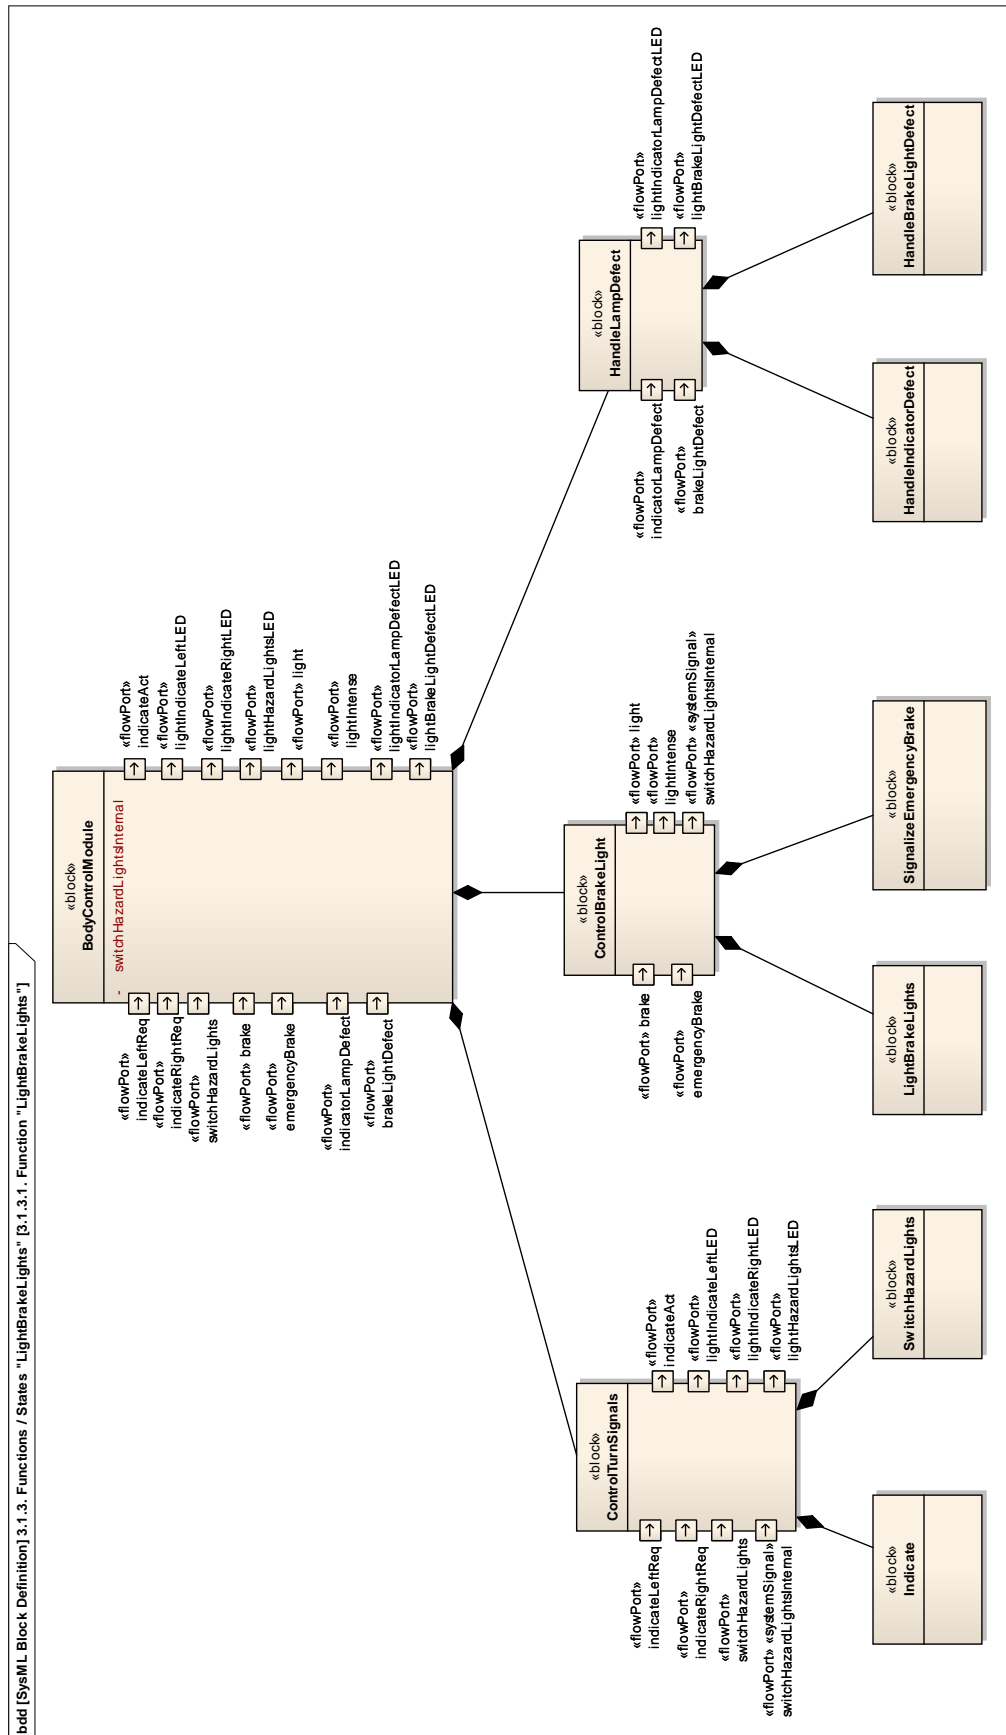 bdd [SysML Block Definition] 3.1.3. Functions / States "LightBrakeLights" [3.1.3.1. Function "LightBrakeLights"]
«block»
BodyControlModule
- switchHazardLightsInternal
«flowPort»
indicateLeftReq
«flowPort»
indicateRightReq
«flowPort»
switchHazardLights
«flowPort» brake
«flowPort»
emergencyBrake
«flowPort»
indicatorLampDefect
«flowPort»
brakeLightDefect
«flowPort»
indicateAct
«flowPort»
lightIndicateLeftLED
«flowPort»
lightIndicateRightLED
«flowPort»
lightHazardLightsLED
«flowPort» light
«flowPort»
lightIntense
«flowPort»
lightIndicatorLampDefectLED
«flowPort»
lightBrakeLightDefectLED
«block»
ControlTurnSignals
«flowPort»
indicateLeftReq
«flowPort»
indicateRightReq
«flowPort»
switchHazardLights
«flowPort» «systemSignal»
switchHazardLightsInternal
«flowPort»
indicateAct
«flowPort»
lightIndicateLeftLED
«flowPort»
lightIndicateRightLED
«flowPort»
lightHazardLightsLED
«block»
ControlBrakeLight
«flowPort» brake
«flowPort»
emergencyBrake
«flowPort» light
«flowPort»
lightIntense
«flowPort» «systemSignal»
switchHazardLightsInternal
«block»
HandleLampDefect
«flowPort»
indicatorLampDefect
«flowPort»
brakeLightDefect
«flowPort»
lightIndicatorLampDefectLED
«flowPort»
lightBrakeLightDefectLED
«block»
Indicate
«block»
SwitchHazardLights
«block»
LightBrakeLights
«block»
SignalizeEmergencyBrake
«block»
HandleIndicatorDefect
«block»
HandleBrakeLightDefect